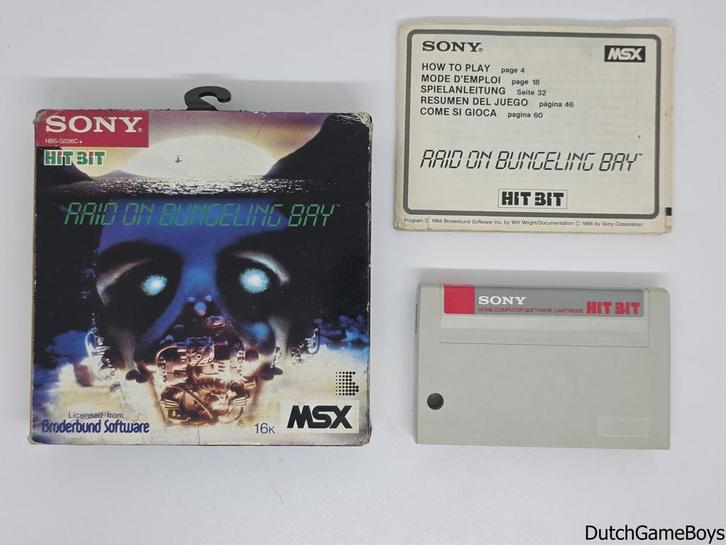 SONY®
HBS-G036C★
HIT BIT
RAID ON BUNGELING BAY™
Licensed from
Brøderbund Software
16K
MSX
SONY®
MSX
HOW TO PLAY page 4
MODE D'EMPLOI page 18
SPIELANLEITUNG Seite 32
RESUMEN DEL JUEGO página 46
COME SI GIOCA pagina 60
RAID ON BUNGELING BAY™
HIT BIT
Program © 1984 Broderbund Software Inc. by Will Wright/Documentation © 1985 by Sony Corporation
SONY
HOME COMPUTER SOFTWARE CARTRIDGE
HIT BIT
DutchGameBoys